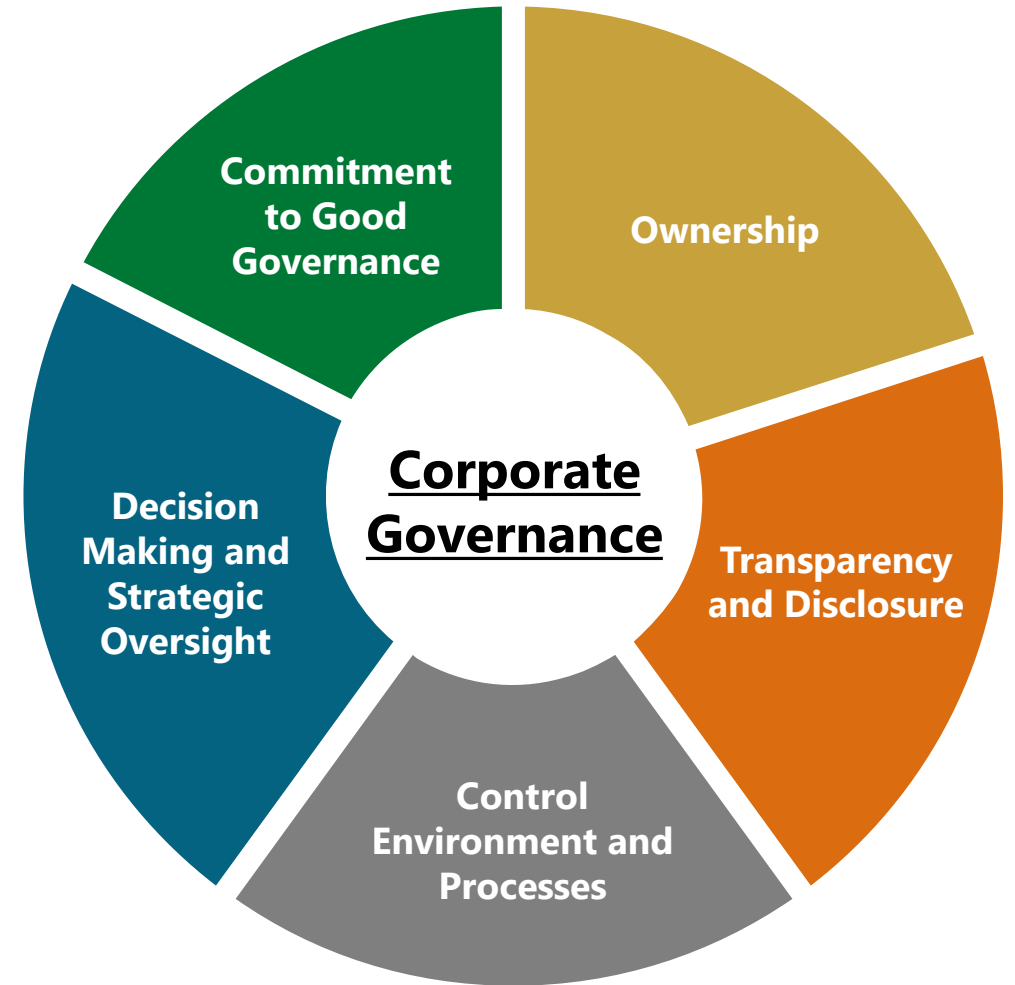 Commitment
to Good
Governance
Ownership
Corporate
Governance
Decision
Making and
Strategic
Oversight
Transparency
and Disclosure
Control
Environment and
Processes